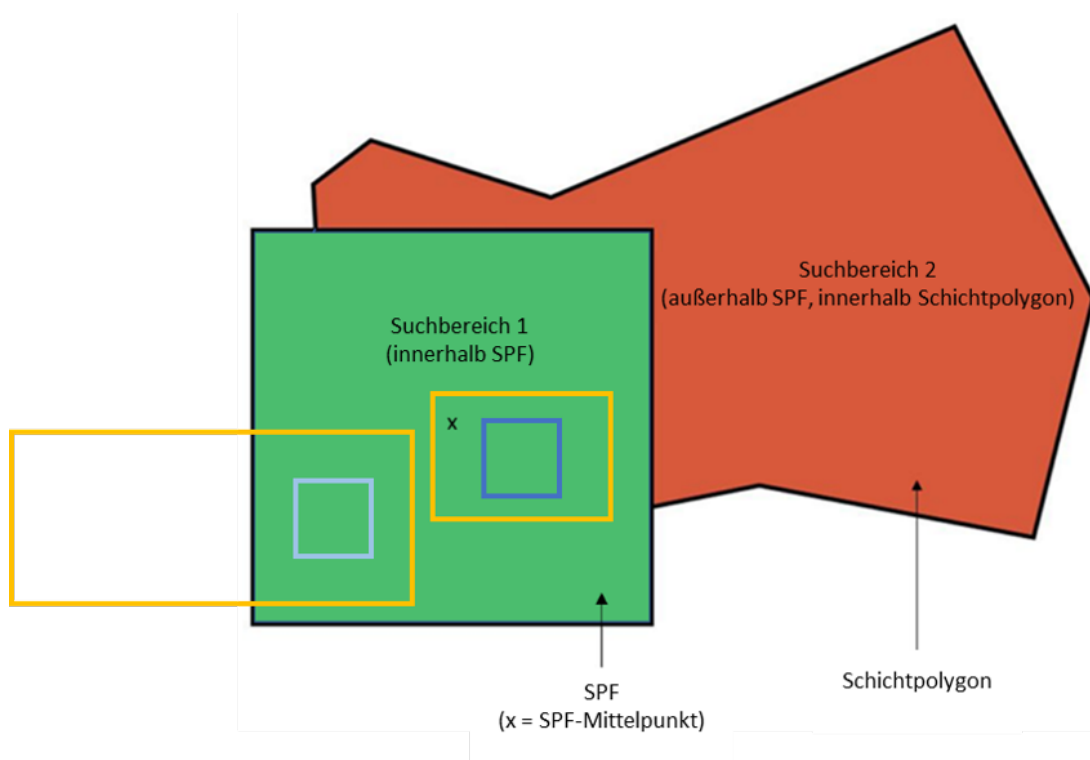 Suchbereich 2
(außerhalb SPF, innerhalb Schichtpolygon)
Suchbereich 1
(innerhalb SPF)
x
Schichtpolygon
SPF
(x = SPF-Mittelpunkt)